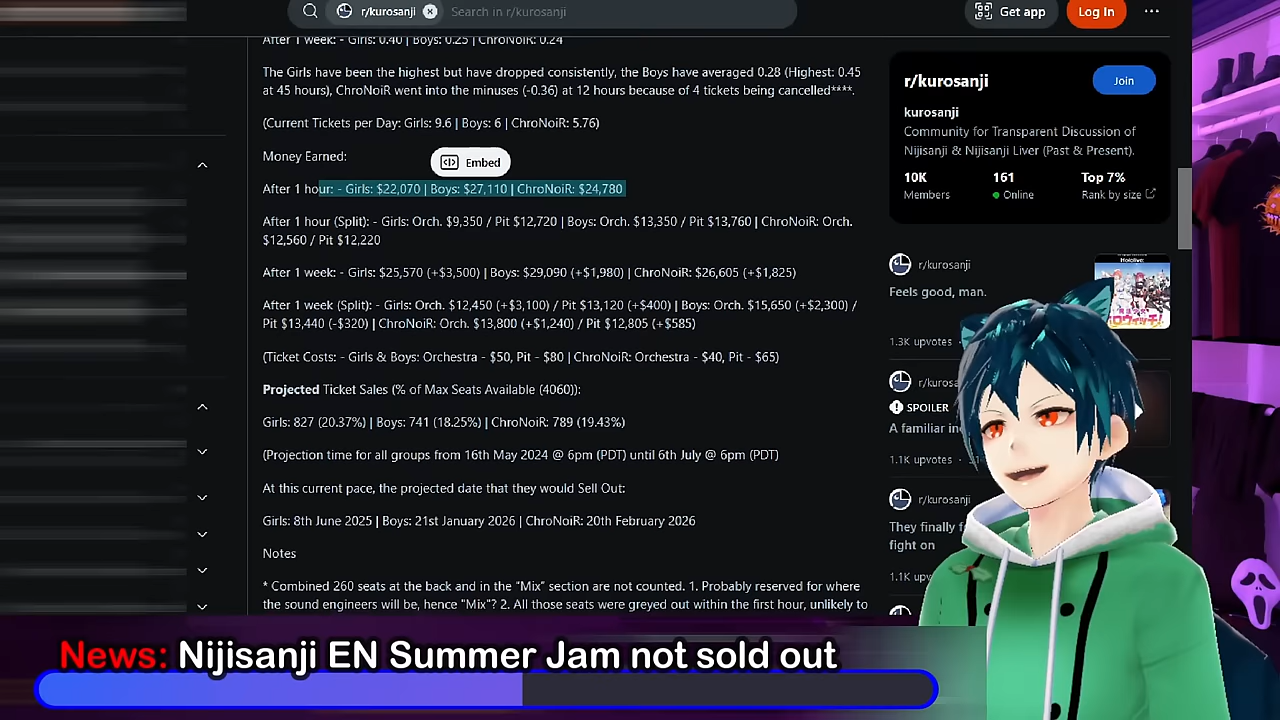 r/kurosanji
Search in r/kurosanji
Get app
Log In
After 1 week: - Girls: 0.40 | Boys: 0.25 | ChroNoiR: 0.24
The Girls have been the highest but have dropped consistently, the Boys have averaged 0.28 (Highest: 0.45
at 45 hours), ChroNoiR went into the minuses (-0.36) at 12 hours because of 4 tickets being cancelled****.
(Current Tickets per Day: Girls: 9.6 | Boys: 6 | ChroNoiR: 5.76)
Money Earned:
Embed
After 1 hour: - Girls: $22,070 | Boys: $27,110 | ChroNoiR: $24,780
After 1 hour (Split): - Girls: Orch. $9,350 / Pit $12,720 | Boys: Orch. $13,350 / Pit $13,760 | ChroNoiR: Orch.
$12,560 / Pit $12,220
After 1 week: - Girls: $25,570 (+$3,500) | Boys: $29,090 (+$1,980) | ChroNoiR: $26,605 (+$1,825)
After 1 week (Split): - Girls: Orch. $12,450 (+$3,100) / Pit $13,120 (+$400) | Boys: Orch. $15,650 (+$2,300) /
Pit $13,440 (-$320) | ChroNoiR: Orch. $13,800 (+$1,240) / Pit $12,805 (+$585)
(Ticket Costs: - Girls & Boys: Orchestra - $50, Pit - $80 | ChroNoiR: Orchestra - $40, Pit - $65)
Projected Ticket Sales (% of Max Seats Available (4060)):
Girls: 827 (20.37%) | Boys: 741 (18.25%) | ChroNoiR: 789 (19.43%)
(Projection time for all groups from 16th May 2024 @ 6pm (PDT) until 6th July @ 6pm (PDT)
At this current pace, the projected date that they would Sell Out:
Girls: 8th June 2025 | Boys: 21st January 2026 | ChroNoiR: 20th February 2026
Notes
* Combined 260 seats at the back and in the "Mix" section are not counted. 1. Probably reserved for where
the sound engineers will be, hence "Mix"? 2. All those seats were greyed out within the first hour, unlikely to
r/kurosanji
Join
kurosanji
Community for Transparent Discussion of
Nijisanji & Nijisanji Liver (Past & Present).
10K 161 Top 7%
Members Online Rank by size
r/kurosanji
Feels good, man.
1.3K upvotes
r/kurosa
SPOILER
A familiar in
1.1K upvotes
r/kurosanji
They finally f
fight on
1.1K upv
News: Nijisanji EN Summer Jam not sold out